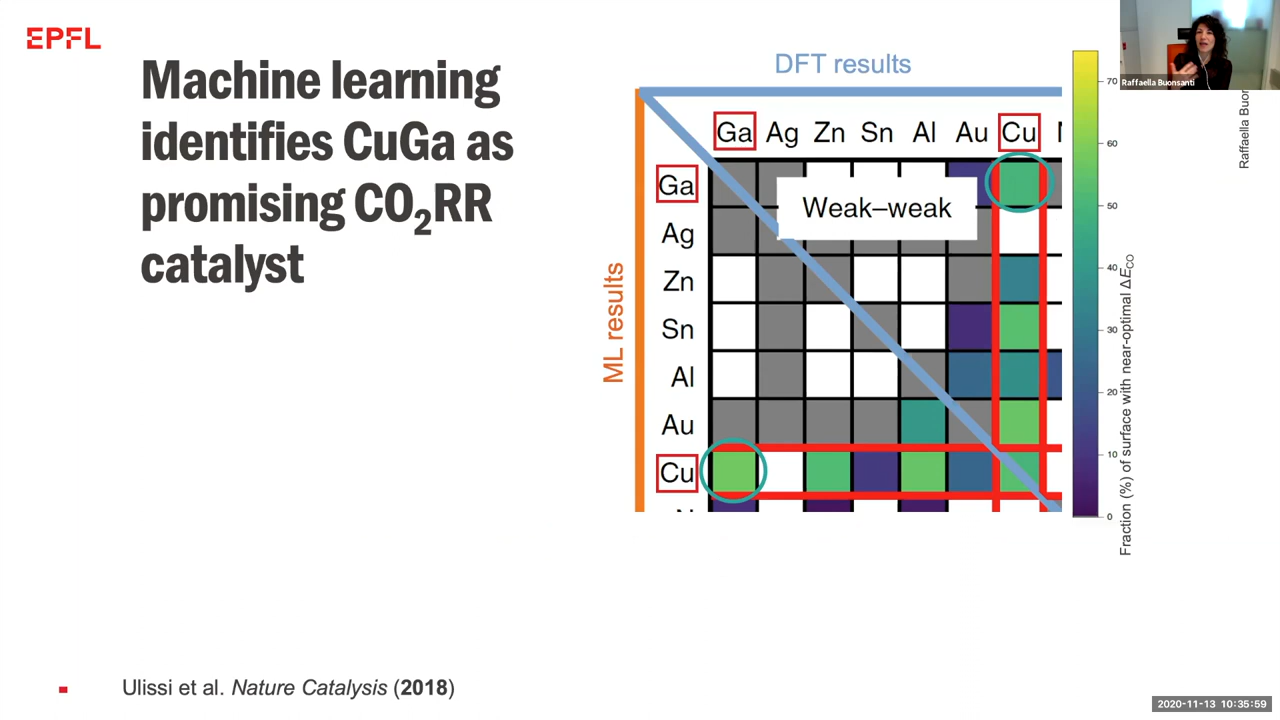 EPFL
Machine learning
identifies CuGa as
promising CO₂RR
catalyst
DFT results
Ga Ag Zn Sn Al Au Cu
ML results
Ga
Ag
Zn
Sn
Al
Au
Cu
Weak–weak
70
60
50
40
30
20
10
0
Fraction (%) of surface with near-optimal ΔE_CO
Raffaella Buonsanti
Raffaella Buor
Ulissi et al. Nature Catalysis (2018)
2020-11-13 10:35:59